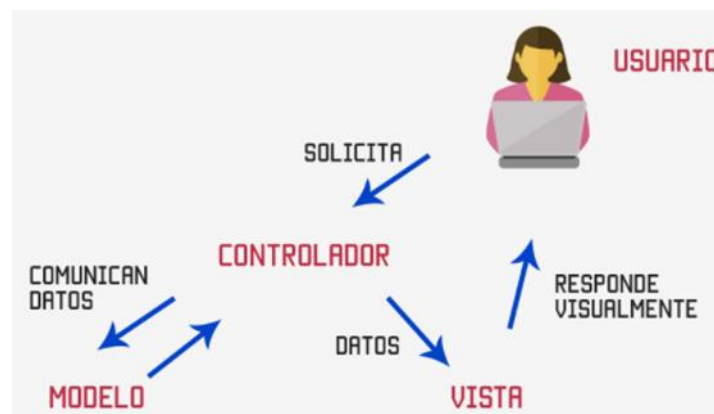 USUARIO
SOLICITA
CONTROLADOR
COMUNICAN
DATOS
RESPONDE
VISUALMENTE
DATOS
MODELO
VISTA